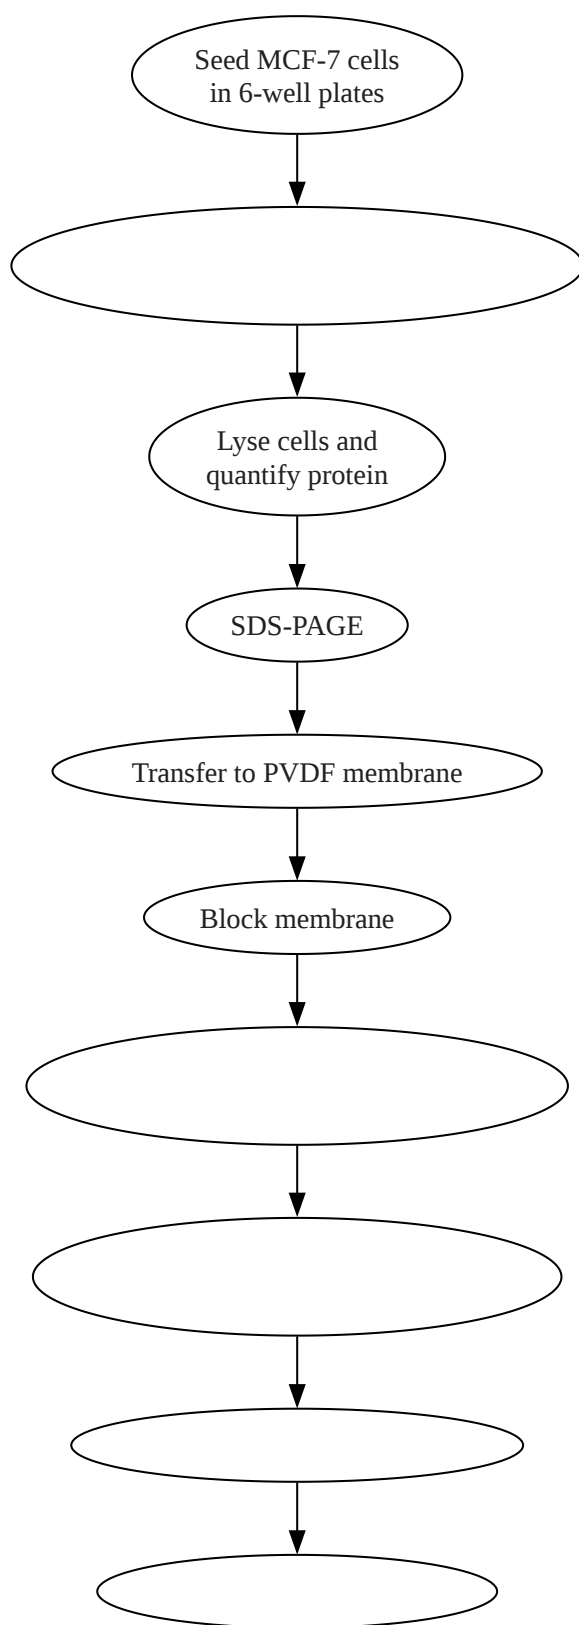 Seed MCF-7 cells
in 6-well plates
Lyse cells and
quantify protein
SDS-PAGE
Transfer to PVDF membrane
Block membrane